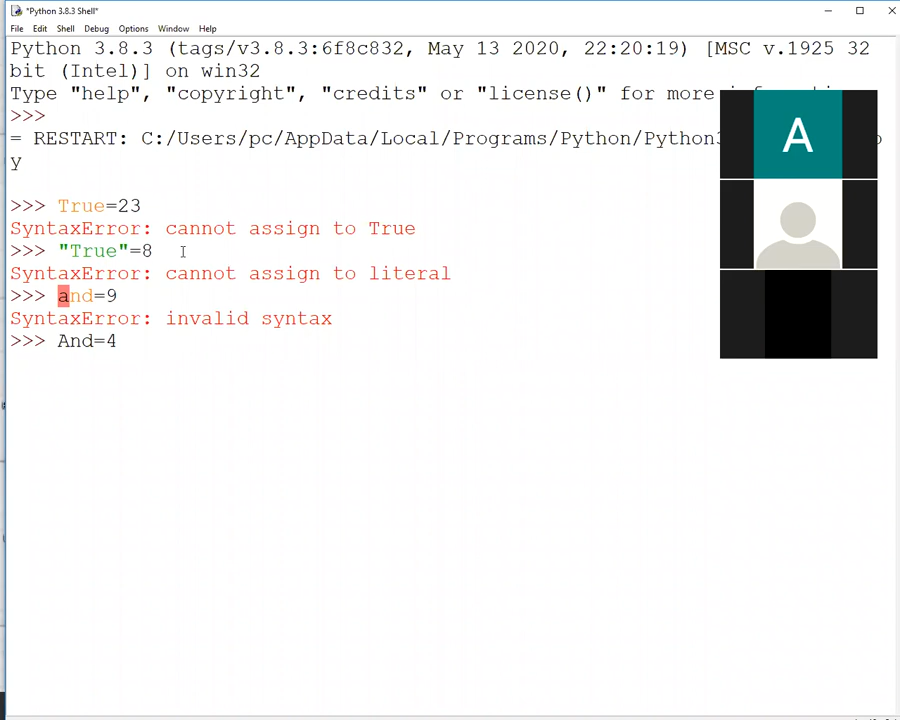 *Python 3.8.3 Shell*
File Edit Shell Debug Options Window Help
Python 3.8.3 (tags/v3.8.3:6f8c832, May 13 2020, 22:20:19) [MSC v.1925 32
bit (Intel)] on win32
Type "help", "copyright", "credits" or "license()" for more
>>>
= RESTART: C:/Users/pc/AppData/Local/Programs/Python/Python3
y
>>> True=23
SyntaxError: cannot assign to True
>>> "True"=8
SyntaxError: cannot assign to literal
>>> and=9
SyntaxError: invalid syntax
>>> And=4
A